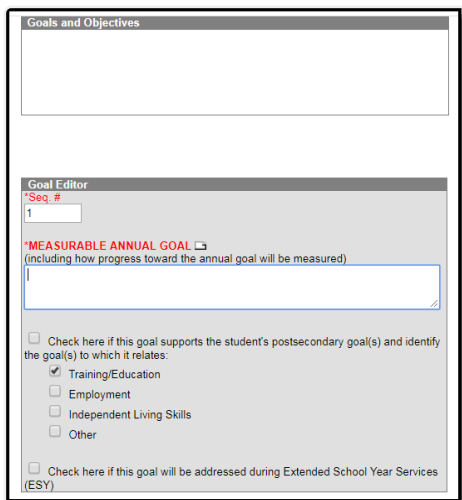 Goals and Objectives
Goal Editor
*Seq. #
1
*MEASURABLE ANNUAL GOAL
(including how progress toward the annual goal will be measured)
Check here if this goal supports the student's postsecondary goal(s) and identify
the goal(s) to which it relates:
Training/Education
Employment
Independent Living Skills
Other
Check here if this goal will be addressed during Extended School Year Services
(ESY)